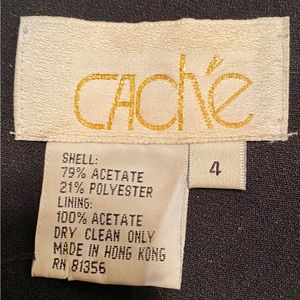 Caché
SHELL:
79% ACETATE
21% POLYESTER
LINING:
100% ACETATE
DRY CLEAN ONLY
MADE IN HONG KONG
RN 81356
4